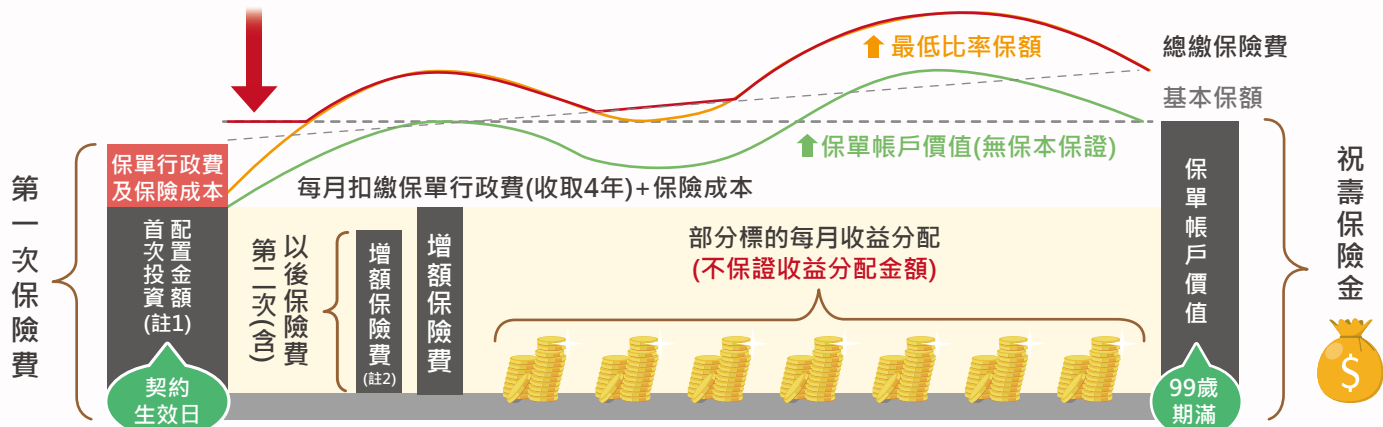 最低比率保額
總繳保險費
基本保額
保單帳戶價值(無保本保證)
第一次保險費
保單行政費
及保險成本
每月扣繳保單行政費(收取4年)+保險成本
首次投資
配置金額
(註1)
契約
生效日
第二次(含)
以後保險費
增額保險費
(註2)
增額保險費
部分標的每月收益分配
(不保證收益分配金額)
保單帳戶價值
99歲
期滿
祝壽保險金
$